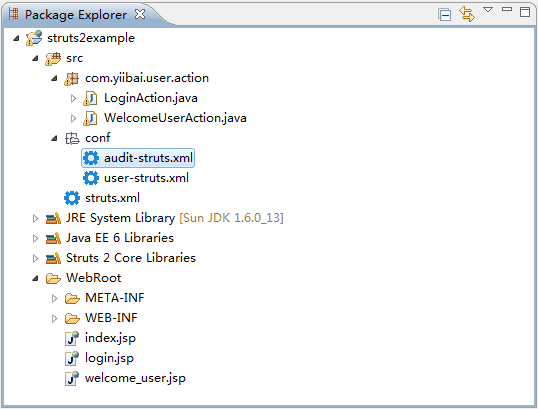 Package Explorer
struts2example
src
com.yiibai.user.action
LoginAction.java
WelcomeUserAction.java
conf
audit-struts.xml
user-struts.xml
struts.xml
JRE System Library [Sun JDK 1.6.0_13]
Java EE 6 Libraries
Struts 2 Core Libraries
WebRoot
META-INF
WEB-INF
index.jsp
login.jsp
welcome_user.jsp